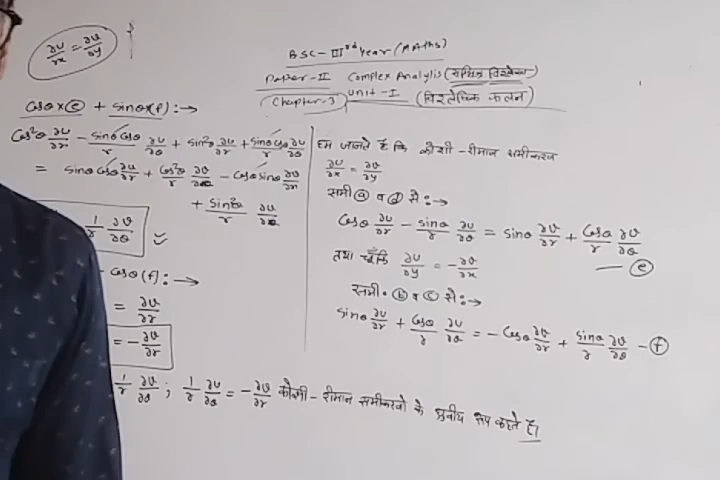 ∂u/∂x = ∂v/∂y
BSC-III rd Year (MATHS)
Paper-II Complex Analysis (सम्मिश्र विश्लेषण)
Unit-I
Chapter-3 (विश्लेषिक फलन)
Cosθ × ⓔ + Sinθ×(f) :→
Cos²θ ∂u/∂r - Sinθ Cosθ/r ∂u/∂θ + Sin²θ ∂u/∂r + Sinθ Cosθ/r ∂u/∂θ
= Sinθ Cosθ ∂v/∂r + Cos²θ/r ∂v/∂θ - Cosθ Sinθ ∂v/∂r
+ Sin²θ/r ∂v/∂θ
1/r ∂v/∂θ
- Cosθ (f) :→
= ∂v/∂r
= - ∂v/∂r
हम जानते है कि कौशी - रीमान समीकरण
∂u/∂x = ∂v/∂y
समी ⓐ व ⓓ से :→
Cosθ ∂u/∂r - Sinθ/r ∂u/∂θ = Sinθ ∂v/∂r + Cosθ/r ∂v/∂θ
— ⓔ
तथा चूँकि ∂u/∂y = - ∂v/∂x
समी. ⓑ व ⓒ से :→
Sinθ ∂u/∂r + Cosθ/r ∂u/∂θ = - Cosθ ∂v/∂r + Sinθ/r ∂v/∂θ - ⓕ
1/r ∂v/∂θ ; 1/r ∂u/∂θ = - ∂v/∂r कौशी - रीमान समीकरणो के ध्रुवीय रूप कहते है।